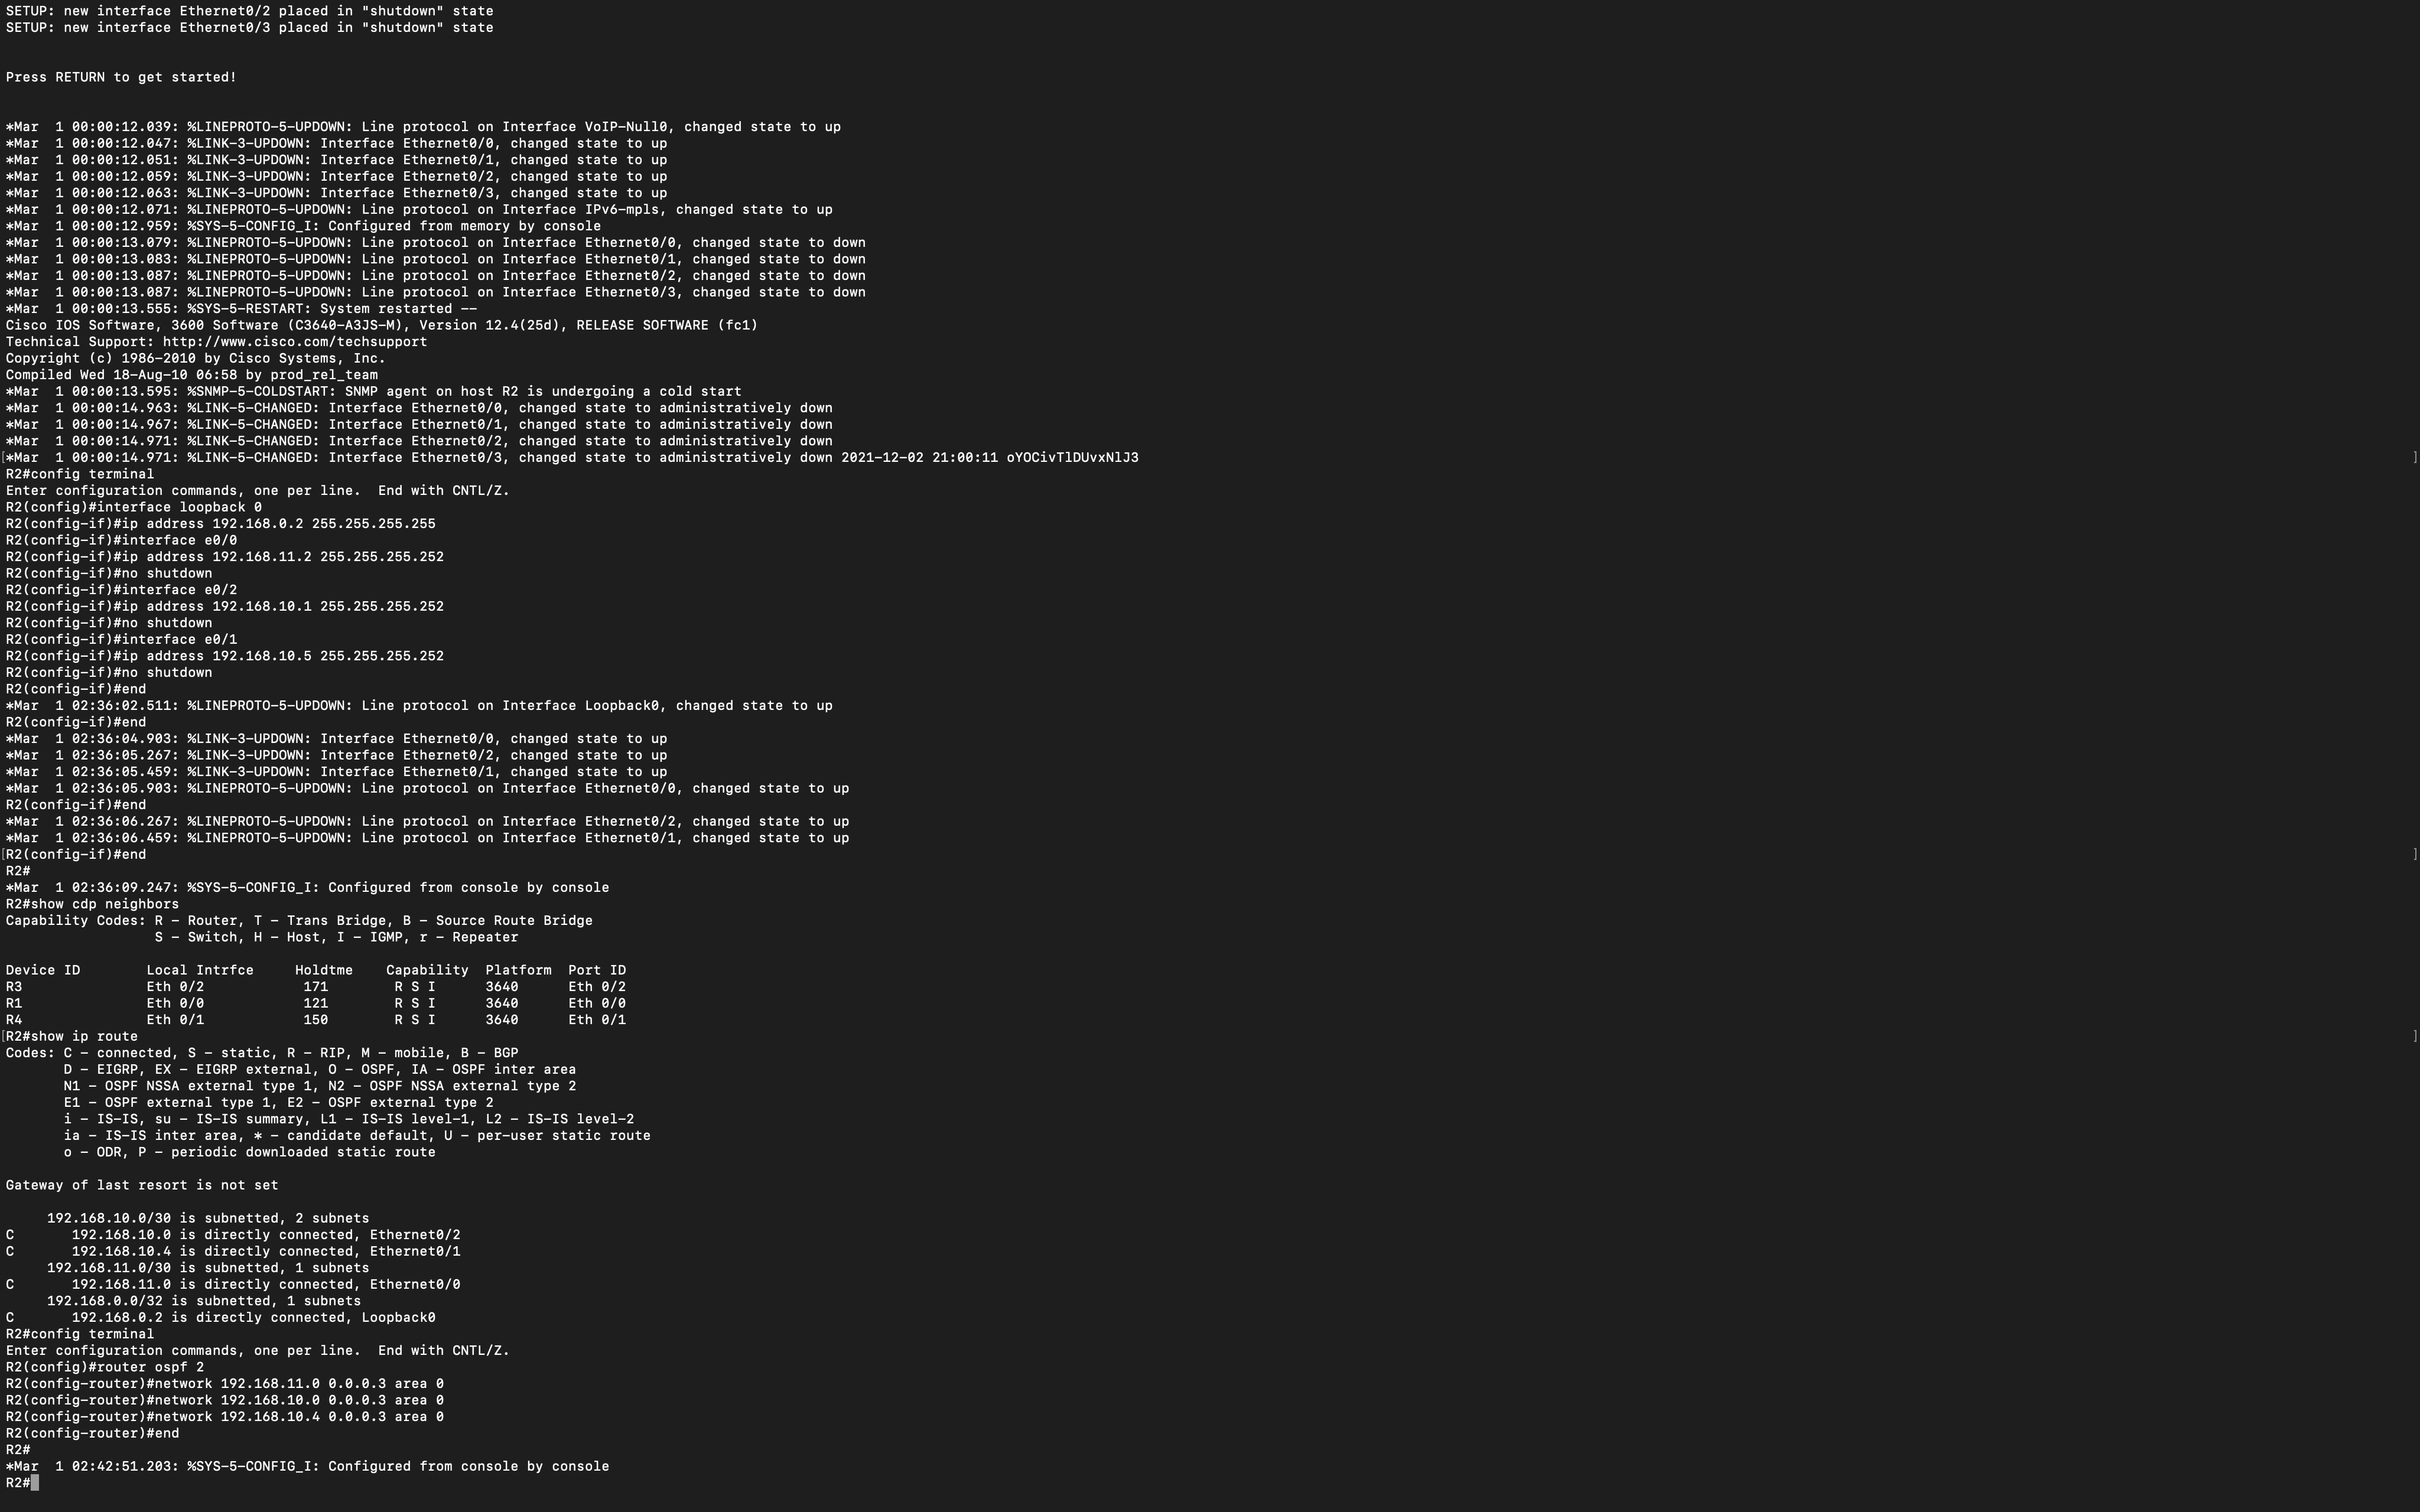 SETUP: new interface Ethernet0/2 placed in "shutdown" state
SETUP: new interface Ethernet0/3 placed in "shutdown" state
Press RETURN to get started!
*Mar  1 00:00:12.039: %LINEPROTO-5-UPDOWN: Line protocol on Interface VoIP-Null0, changed state to up
*Mar  1 00:00:12.047: %LINK-3-UPDOWN: Interface Ethernet0/0, changed state to up
*Mar  1 00:00:12.051: %LINK-3-UPDOWN: Interface Ethernet0/1, changed state to up
*Mar  1 00:00:12.059: %LINK-3-UPDOWN: Interface Ethernet0/2, changed state to up
*Mar  1 00:00:12.063: %LINK-3-UPDOWN: Interface Ethernet0/3, changed state to up
*Mar  1 00:00:12.071: %LINEPROTO-5-UPDOWN: Line protocol on Interface IPv6-mpls, changed state to up
*Mar  1 00:00:12.959: %SYS-5-CONFIG_I: Configured from memory by console
*Mar  1 00:00:13.079: %LINEPROTO-5-UPDOWN: Line protocol on Interface Ethernet0/0, changed state to down
*Mar  1 00:00:13.083: %LINEPROTO-5-UPDOWN: Line protocol on Interface Ethernet0/1, changed state to down
*Mar  1 00:00:13.087: %LINEPROTO-5-UPDOWN: Line protocol on Interface Ethernet0/2, changed state to down
*Mar  1 00:00:13.087: %LINEPROTO-5-UPDOWN: Line protocol on Interface Ethernet0/3, changed state to down
*Mar  1 00:00:13.555: %SYS-5-RESTART: System restarted --
Cisco IOS Software, 3600 Software (C3640-A3JS-M), Version 12.4(25d), RELEASE SOFTWARE (fc1)
Technical Support: http://www.cisco.com/techsupport
Copyright (c) 1986-2010 by Cisco Systems, Inc.
Compiled Wed 18-Aug-10 06:58 by prod_rel_team
*Mar  1 00:00:13.595: %SNMP-5-COLDSTART: SNMP agent on host R2 is undergoing a cold start
*Mar  1 00:00:14.963: %LINK-5-CHANGED: Interface Ethernet0/0, changed state to administratively down
*Mar  1 00:00:14.967: %LINK-5-CHANGED: Interface Ethernet0/1, changed state to administratively down
*Mar  1 00:00:14.971: %LINK-5-CHANGED: Interface Ethernet0/2, changed state to administratively down
[*Mar  1 00:00:14.971: %LINK-5-CHANGED: Interface Ethernet0/3, changed state to administratively down 2021-12-02 21:00:11 oYOCivTlDUvxNlJ3 ]
R2#config terminal
Enter configuration commands, one per line.  End with CNTL/Z.
R2(config)#interface loopback 0
R2(config-if)#ip address 192.168.0.2 255.255.255.255
R2(config-if)#interface e0/0
R2(config-if)#ip address 192.168.11.2 255.255.255.252
R2(config-if)#no shutdown
R2(config-if)#interface e0/2
R2(config-if)#ip address 192.168.10.1 255.255.255.252
R2(config-if)#no shutdown
R2(config-if)#interface e0/1
R2(config-if)#ip address 192.168.10.5 255.255.255.252
R2(config-if)#no shutdown
R2(config-if)#end
*Mar  1 02:36:02.511: %LINEPROTO-5-UPDOWN: Line protocol on Interface Loopback0, changed state to up
R2(config-if)#end
*Mar  1 02:36:04.903: %LINK-3-UPDOWN: Interface Ethernet0/0, changed state to up
*Mar  1 02:36:05.267: %LINK-3-UPDOWN: Interface Ethernet0/2, changed state to up
*Mar  1 02:36:05.459: %LINK-3-UPDOWN: Interface Ethernet0/1, changed state to up
*Mar  1 02:36:05.903: %LINEPROTO-5-UPDOWN: Line protocol on Interface Ethernet0/0, changed state to up
R2(config-if)#end
*Mar  1 02:36:06.267: %LINEPROTO-5-UPDOWN: Line protocol on Interface Ethernet0/2, changed state to up
*Mar  1 02:36:06.459: %LINEPROTO-5-UPDOWN: Line protocol on Interface Ethernet0/1, changed state to up
[R2(config-if)#end ]
R2#
*Mar  1 02:36:09.247: %SYS-5-CONFIG_I: Configured from console by console
R2#show cdp neighbors
Capability Codes: R - Router, T - Trans Bridge, B - Source Route Bridge
                  S - Switch, H - Host, I - IGMP, r - Repeater
Device ID        Local Intrfce     Holdtme    Capability  Platform  Port ID
R3               Eth 0/2            171        R S I      3640      Eth 0/2
R1               Eth 0/0            121        R S I      3640      Eth 0/0
R4               Eth 0/1            150        R S I      3640      Eth 0/1
[R2#show ip route ]
Codes: C - connected, S - static, R - RIP, M - mobile, B - BGP
       D - EIGRP, EX - EIGRP external, O - OSPF, IA - OSPF inter area
       N1 - OSPF NSSA external type 1, N2 - OSPF NSSA external type 2
       E1 - OSPF external type 1, E2 - OSPF external type 2
       i - IS-IS, su - IS-IS summary, L1 - IS-IS level-1, L2 - IS-IS level-2
       ia - IS-IS inter area, * - candidate default, U - per-user static route
       o - ODR, P - periodic downloaded static route
Gateway of last resort is not set
     192.168.10.0/30 is subnetted, 2 subnets
C       192.168.10.0 is directly connected, Ethernet0/2
C       192.168.10.4 is directly connected, Ethernet0/1
     192.168.11.0/30 is subnetted, 1 subnets
C       192.168.11.0 is directly connected, Ethernet0/0
     192.168.0.0/32 is subnetted, 1 subnets
C       192.168.0.2 is directly connected, Loopback0
R2#config terminal
Enter configuration commands, one per line.  End with CNTL/Z.
R2(config)#router ospf 2
R2(config-router)#network 192.168.11.0 0.0.0.3 area 0
R2(config-router)#network 192.168.10.0 0.0.0.3 area 0
R2(config-router)#network 192.168.10.4 0.0.0.3 area 0
R2(config-router)#end
R2#
*Mar  1 02:42:51.203: %SYS-5-CONFIG_I: Configured from console by console
R2#